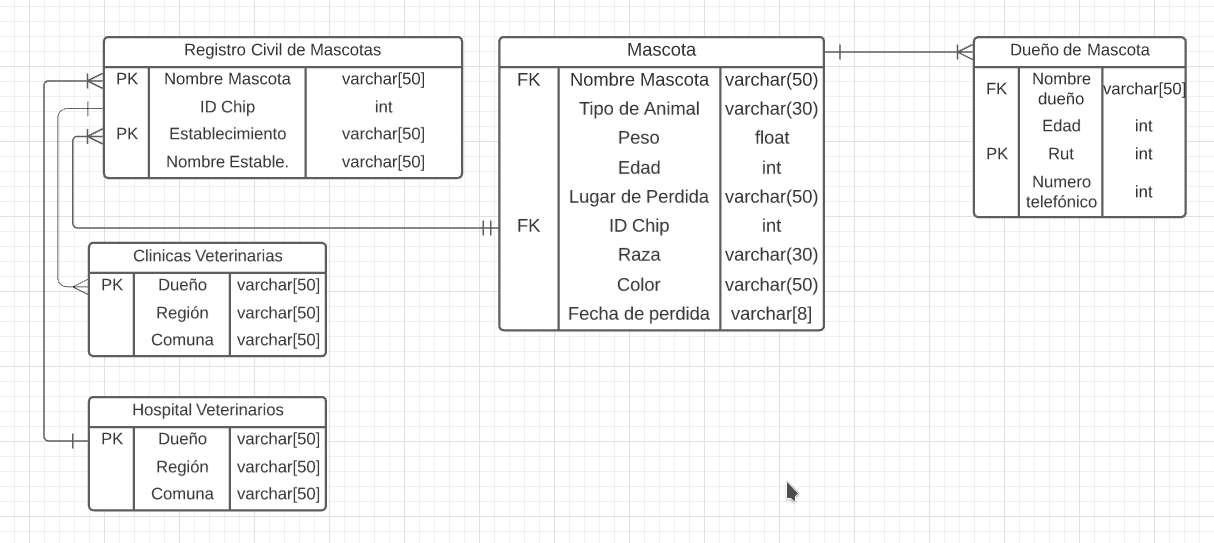 Registro Civil de Mascotas
PK Nombre Mascota varchar[50]
ID Chip int
PK Establecimiento varchar[50]
Nombre Estable. varchar[50]
Clinicas Veterinarias
PK Dueño varchar[50]
Región varchar[50]
Comuna varchar[50]
Hospital Veterinarios
PK Dueño varchar[50]
Región varchar[50]
Comuna varchar[50]
Mascota
FK Nombre Mascota varchar(50)
Tipo de Animal varchar(30)
Peso float
Edad int
Lugar de Perdida varchar(50)
FK ID Chip int
Raza varchar(30)
Color varchar(50)
Fecha de perdida varchar[8]
Dueño de Mascota
FK Nombre
dueño varchar[50]
Edad int
PK Rut int
Numero
telefónico int